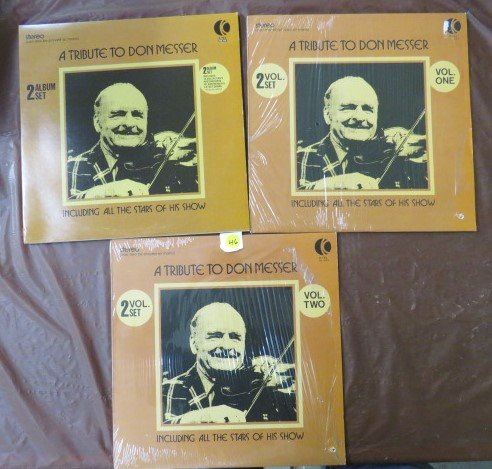 stereo
K
A TRIBUTE TO DON MESSER
2 ALBUM
SET
2
ALBUM
SET
INCLUDING ALL THE STARS OF HIS SHOW
stereo
K
A TRIBUTE TO DON MESSER
2 VOL.
SET
VOL.
ONE
INCLUDING ALL THE STARS OF HIS SHOW
46
stereo
K
A TRIBUTE TO DON MESSER
2 VOL.
SET
VOL.
TWO
INCLUDING ALL THE STARS OF HIS SHOW